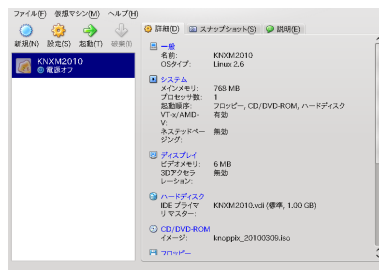 ファイル(F) 仮想マシン(M) ヘルプ(H)
新規(N) 設定(S) 起動(T) 破棄(I)
KNXM2010
電源オフ
詳細(D) スナップショット(S) 説明(E)
一般
名前: KNXM2010
OSタイプ: Linux 2.6
システム
メインメモリ: 768 MB
プロセッサ数: 1
起動順序: フロッピー, CD/DVD-ROM, ハードディスク
VT-x/AMD-V: 無効
ネステッドページング: 無効
ディスプレイ
ビデオメモリ: 6 MB
3Dアクセラレーション: 無効
ハードディスク
IDE プライマリ マスター: KNXM2010.vdi (標準, 1.00 GB)
CD/DVD-ROM
イメージ: knoppix_20100309.iso
フロッピー